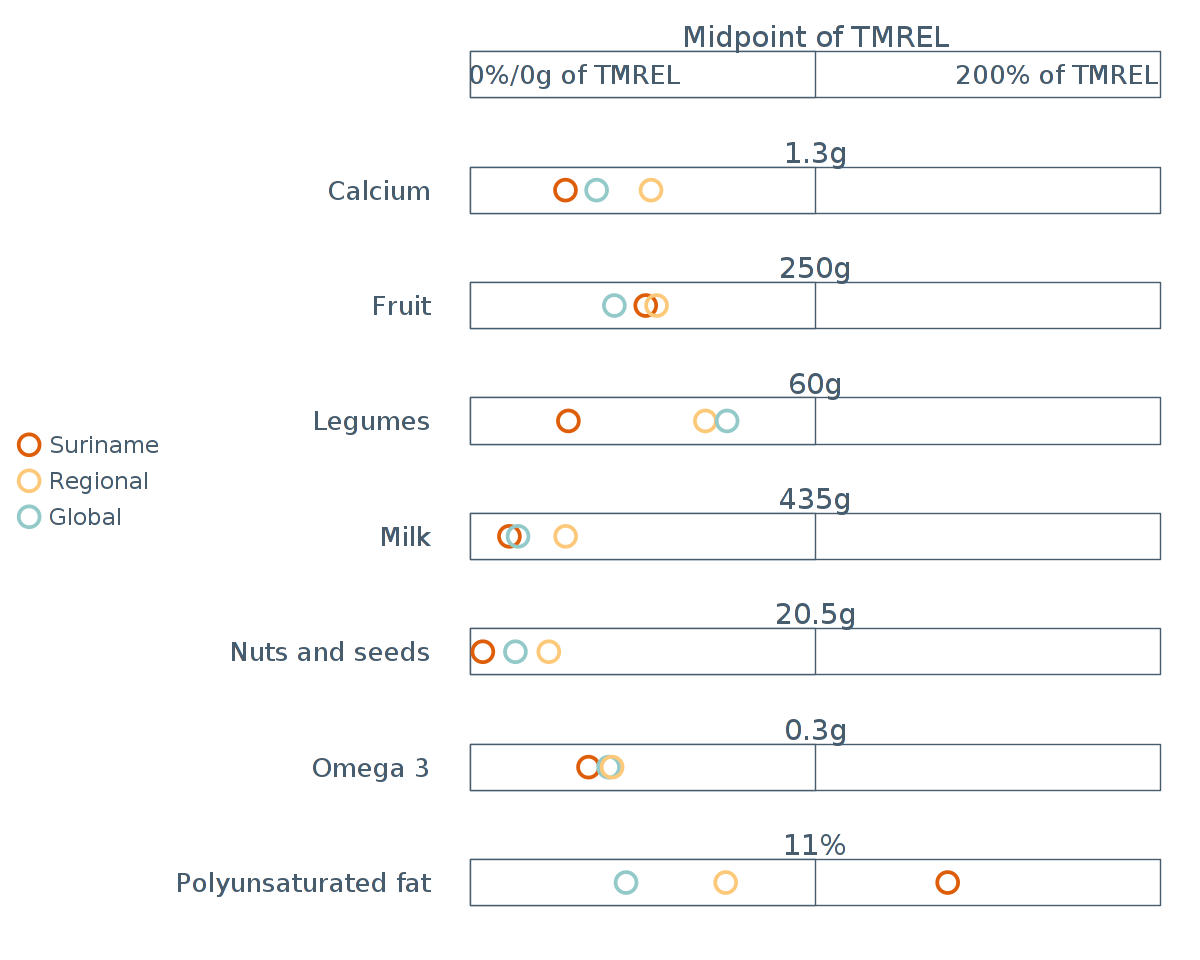 Midpoint of TMREL
0%/0g of TMREL
200% of TMREL
1.3g
Calcium
250g
Fruit
60g
Legumes
Suriname
Regional
Global
435g
Milk
20.5g
Nuts and seeds
0.3g
Omega 3
11%
Polyunsaturated fat